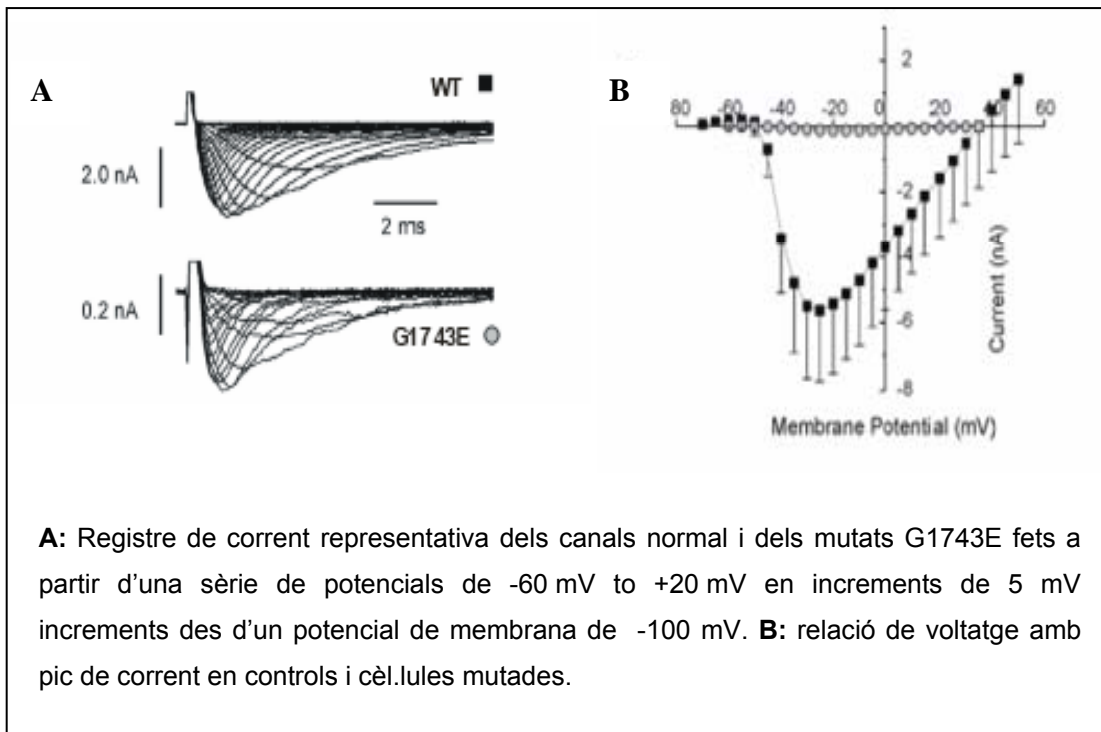 A
WT
2.0 nA
2 ms
0.2 nA
G1743E
B
2
80 -60 -40 -20 0 20 40 60
-2
-4
-6
-8
Current (nA)
Membrane Potential (mV)
A: Registre de corrent representativa dels canals normal i dels mutats G1743E fets a
partir d’una sèrie de potencials de -60 mV to +20 mV en increments de 5 mV
increments des d’un potencial de membrana de -100 mV. B: relació de voltatge amb
pic de corrent en controls i cèl.lules mutades.